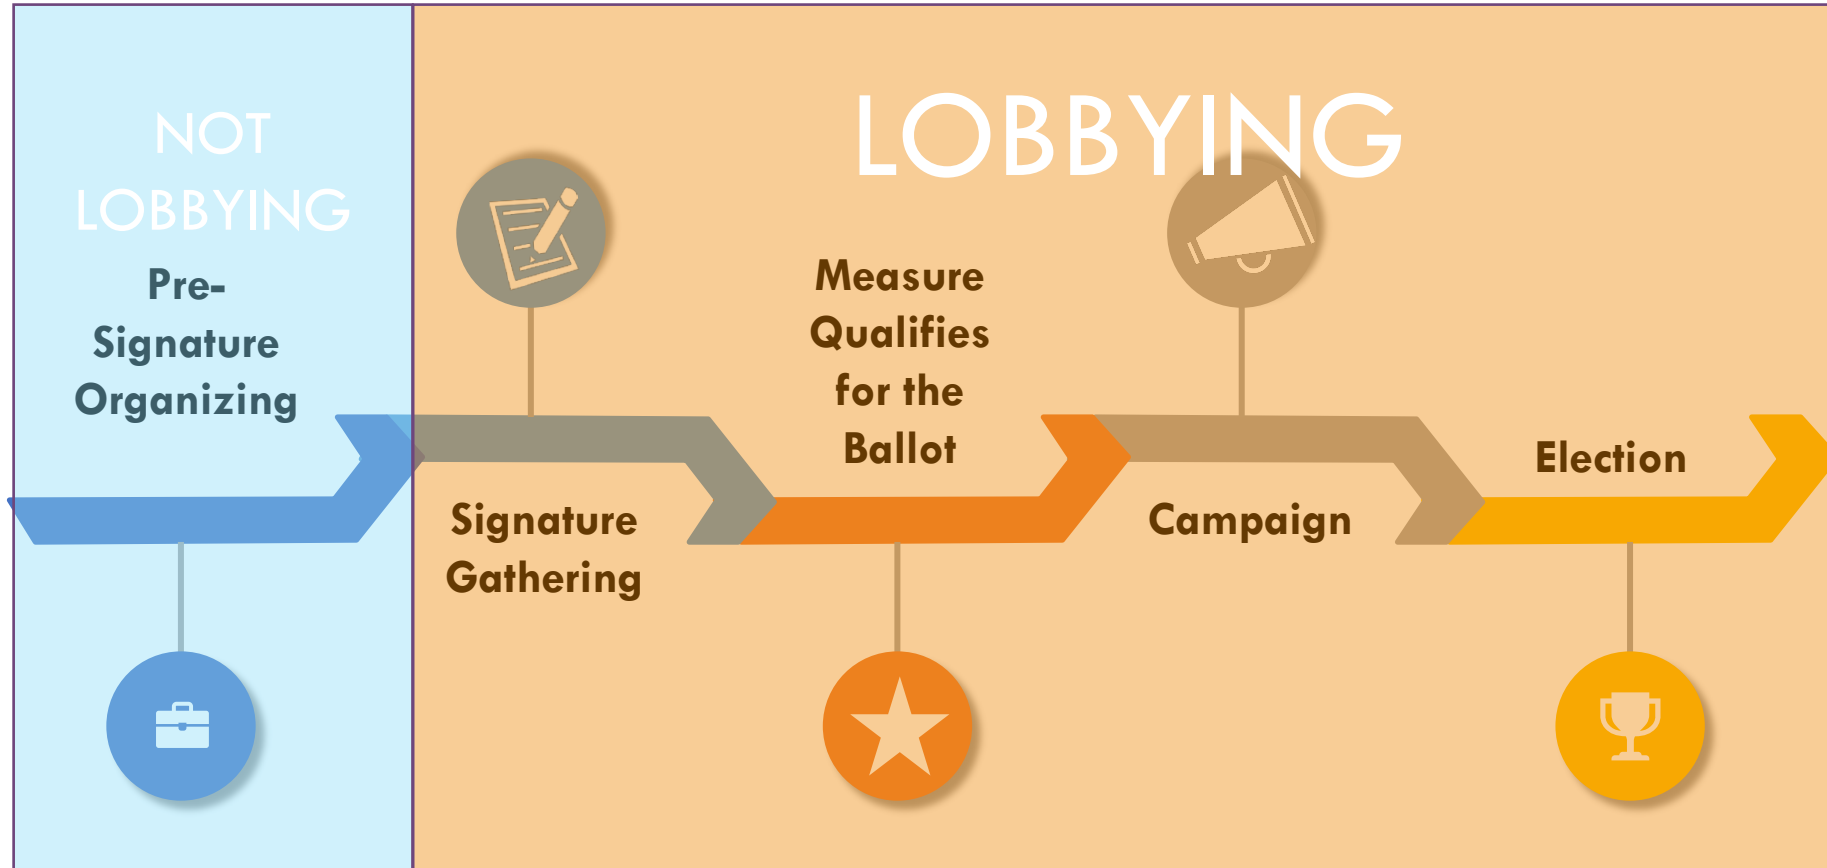 NOT
LOBBYING
Pre-
Signature
Organizing
LOBBYING
Signature
Gathering
Measure
Qualifies
for the
Ballot
Campaign
Election